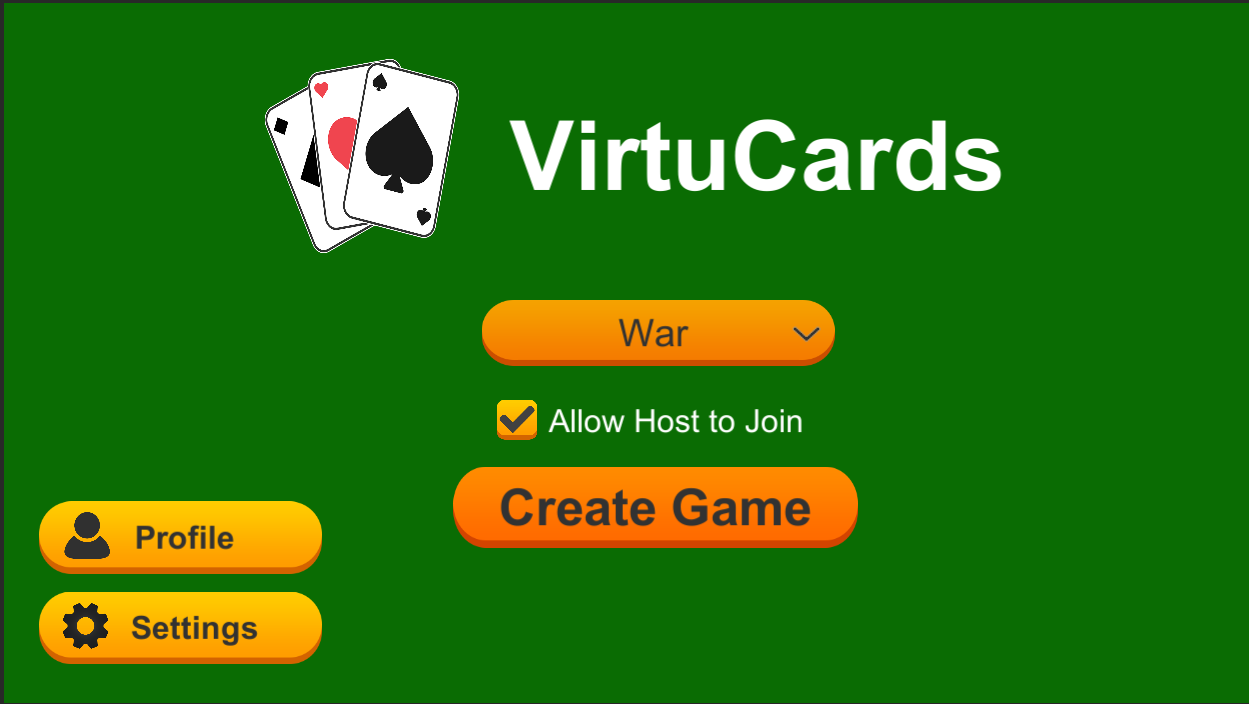 VirtuCards
War
Allow Host to Join
Create Game
Profile
Settings